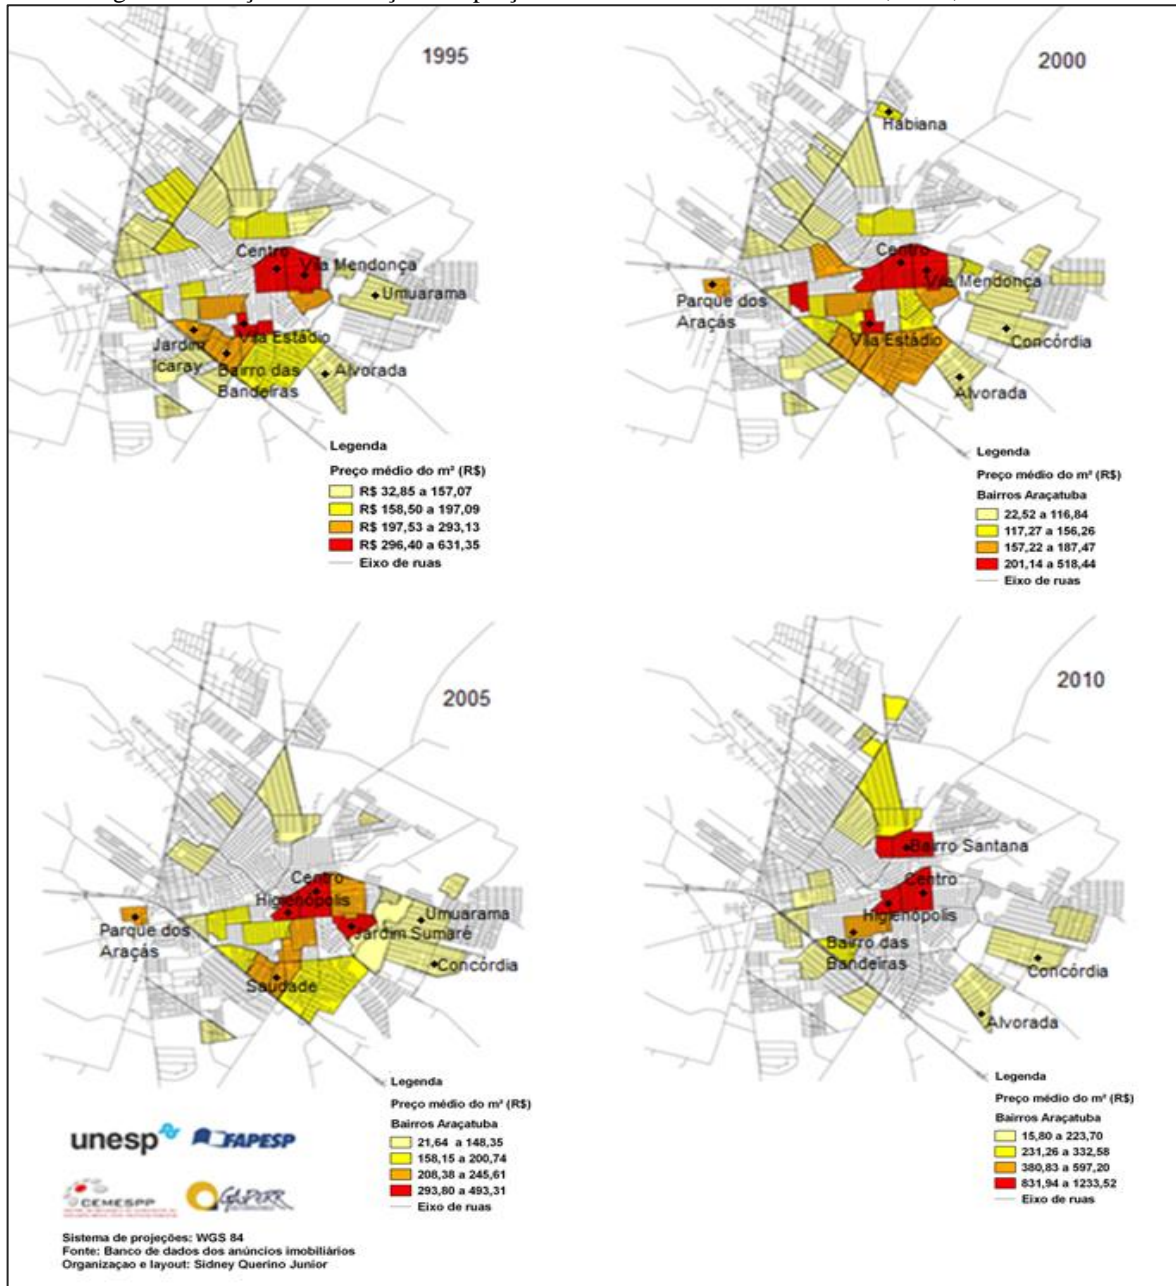 1995
Centro
Vila Mendonça
Umuarama
Vila Estádio
Jardim
Icaray
Bairro das
Bandeiras
Alvorada
Legenda
Preço médio do m² (R$)
R$ 32,85 a 157,07
R$ 158,50 a 197,09
R$ 197,53 a 293,13
R$ 296,40 a 631,35
Eixo de ruas
2000
Habiana
Centro
Vila Mendonça
Parque dos
Araçás
Vila Estádio
Concórdia
Alvorada
Legenda
Preço médio do m² (R$)
Bairros Araçatuba
22,52 a 116,84
117,27 a 156,26
157,22 a 187,47
201,14 a 518,44
Eixo de ruas
2005
Centro
Higienópolis
Umuarama
Parque dos
Araçás
Jardim Sumaré
Concórdia
Saudade
Legenda
Preço médio do m² (R$)
Bairros Araçatuba
21,64 a 148,35
158,15 a 200,74
208,38 a 245,61
293,80 a 493,31
Eixo de ruas
2010
Bairro Santana
Centro
Higienópolis
Bairro das
Bandeiras
Concórdia
Alvorada
Legenda
Preço médio do m² (R$)
Bairros Araçatuba
15,80 a 223,70
231,26 a 332,58
380,83 a 597,20
831,94 a 1233,52
Eixo de ruas
unesp
FAPESP
CEMESPP
GAsPERR
Sistema de projeções: WGS 84
Fonte: Banco de dados dos anúncios imobiliários
Organizaçao e layout: Sidney Querino Junior